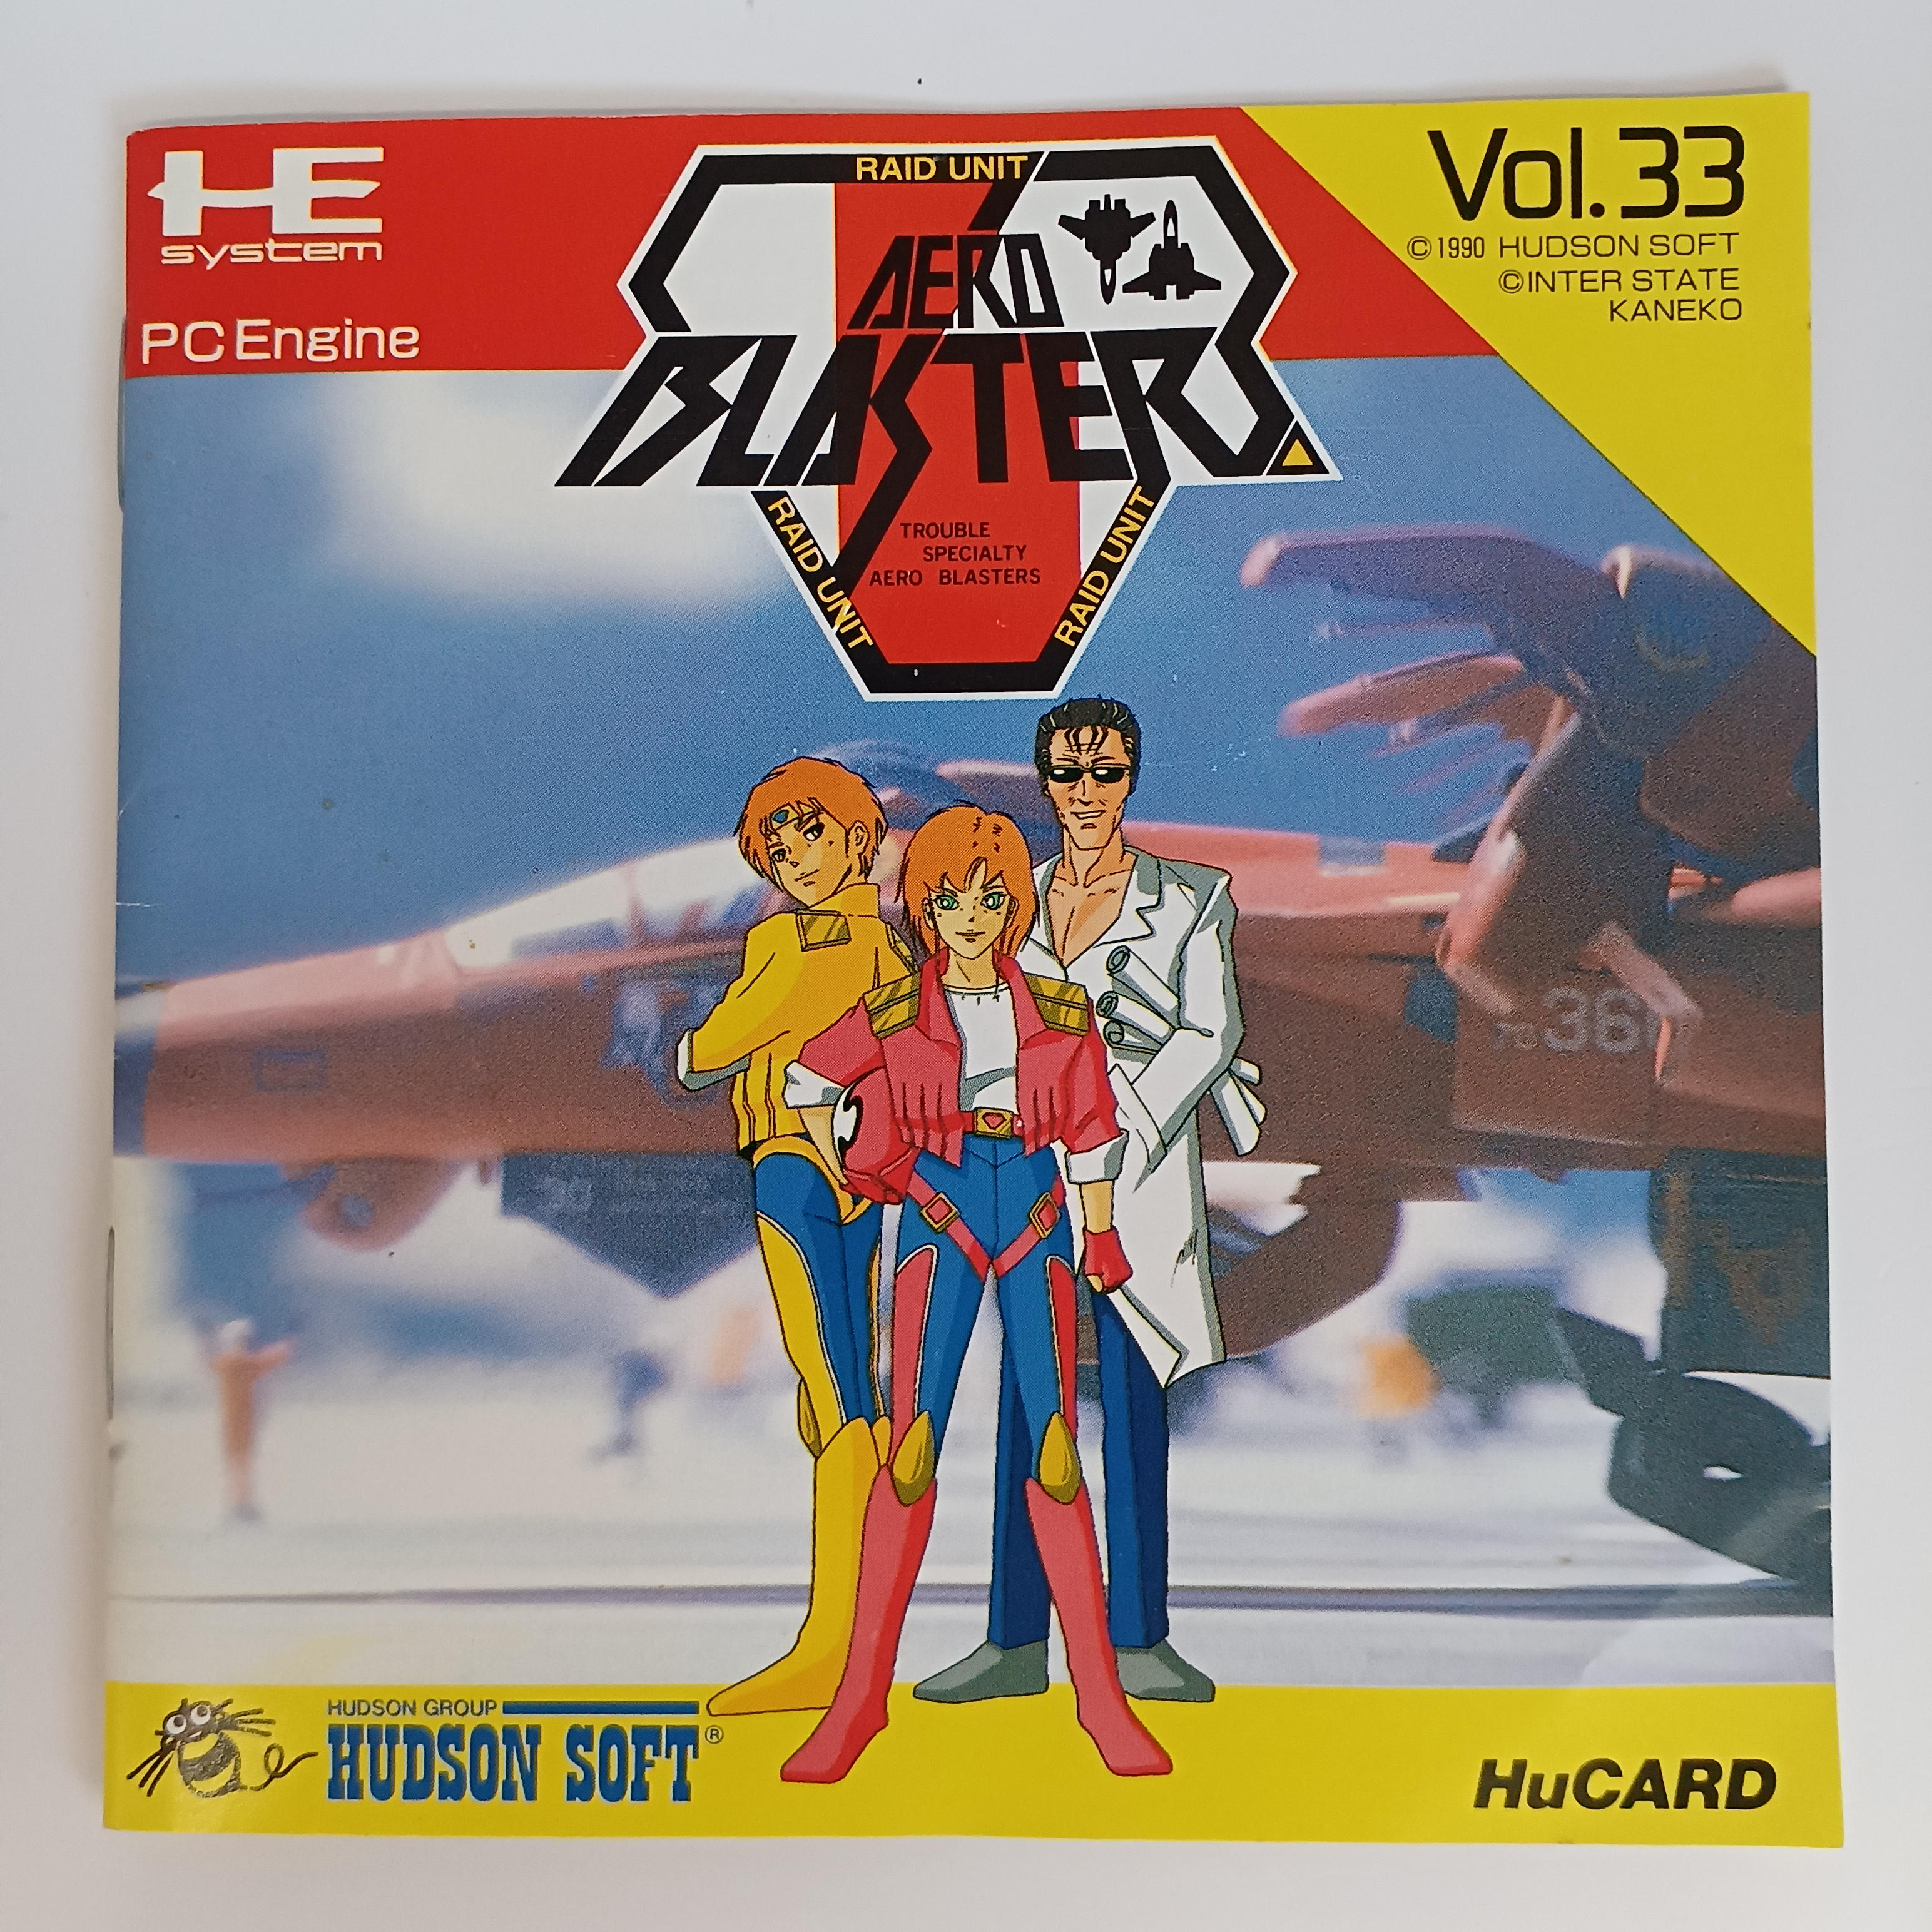 HE
system
PC Engine
RAID UNIT
AERO
BLASTERS
RAID UNIT
RAID UNIT
TROUBLE
SPECIALTY
AERO BLASTERS
Vol.33
©1990 HUDSON SOFT
©INTER STATE
KANEKO
HUDSON GROUP
HUDSON SOFT®
HuCARD